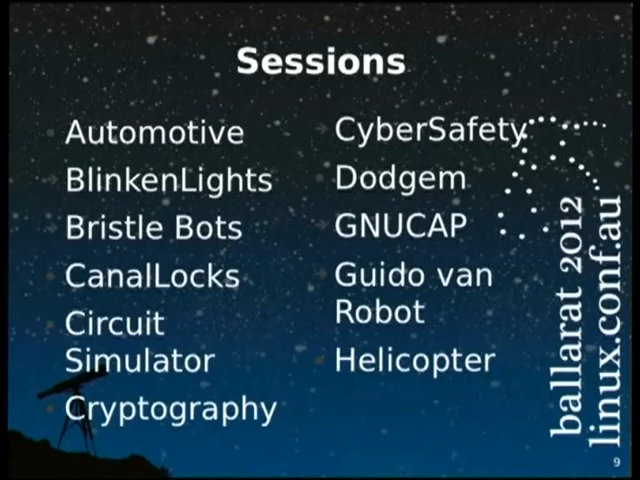 Sessions
Automotive
BlinkenLights
Bristle Bots
CanalLocks
Circuit
Simulator
Cryptography
CyberSafety
Dodgem
GNUCAP
Guido van
Robot
Helicopter
ballarat 2012
linux.conf.au
9